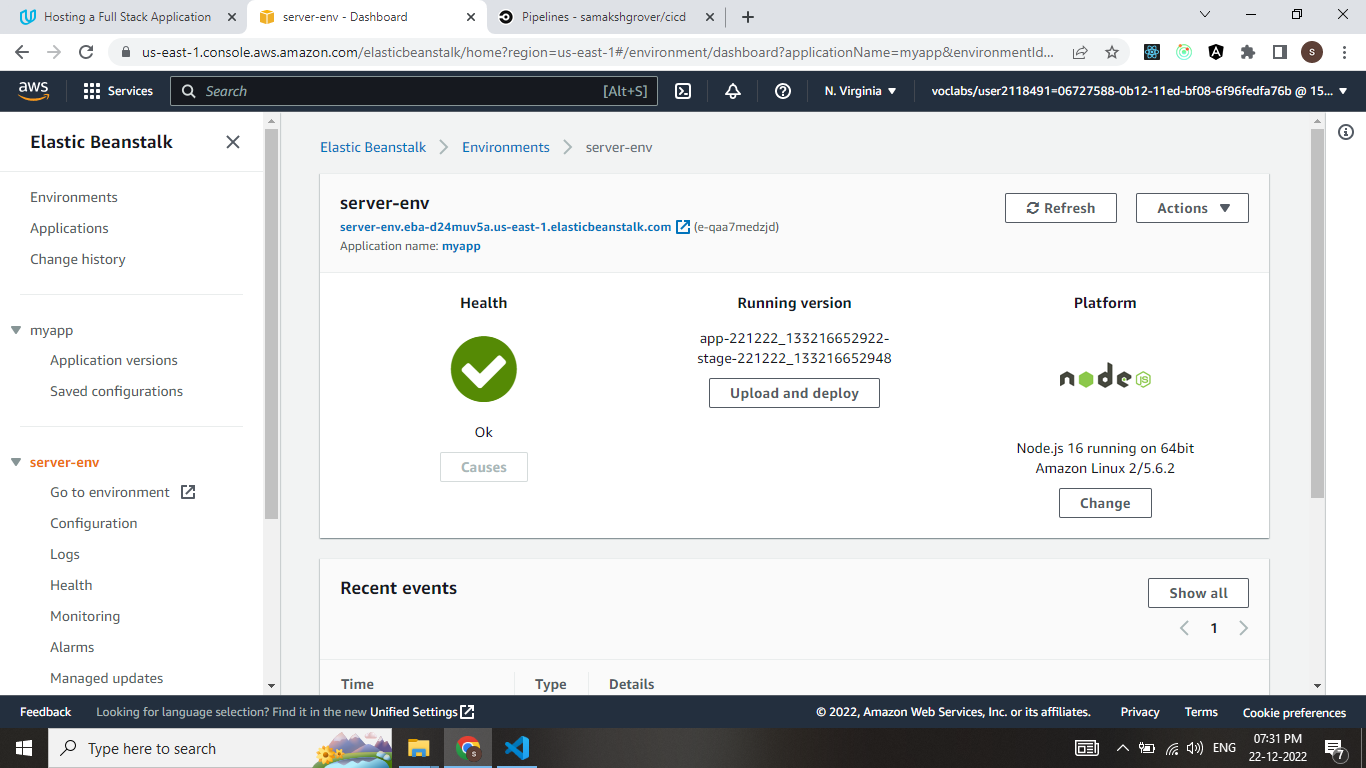 Hosting a Full Stack Application
server-env - Dashboard
Pipelines - samakshgrover/cicd
us-east-1.console.aws.amazon.com/elasticbeanstalk/home?region=us-east-1#/environment/dashboard?applicationName=myapp&environmentId...
S
aws
Services
Search
[Alt+S]
N. Virginia
voclabs/user2118491=06727588-0b12-11ed-bf08-6f96fedfa76b @ 15...
Elastic Beanstalk
Environments
Applications
Change history
myapp
Application versions
Saved configurations
server-env
Go to environment
Configuration
Logs
Health
Monitoring
Alarms
Managed updates
Elastic Beanstalk
Environments
server-env
server-env
server-env.eba-d24muv5a.us-east-1.elasticbeanstalk.com (e-qaa7medzjd)
Application name: myapp
Refresh
Actions
Health
Ok
Causes
Running version
app-221222_133216652922-
stage-221222_133216652948
Upload and deploy
Platform
node JS
Node.js 16 running on 64bit
Amazon Linux 2/5.6.2
Change
Recent events
Show all
1
Time
Type
Details
Feedback
Looking for language selection? Find it in the new Unified Settings
© 2022, Amazon Web Services, Inc. or its affiliates.
Privacy
Terms
Cookie preferences
Type here to search
ENG
07:31 PM
22-12-2022
7